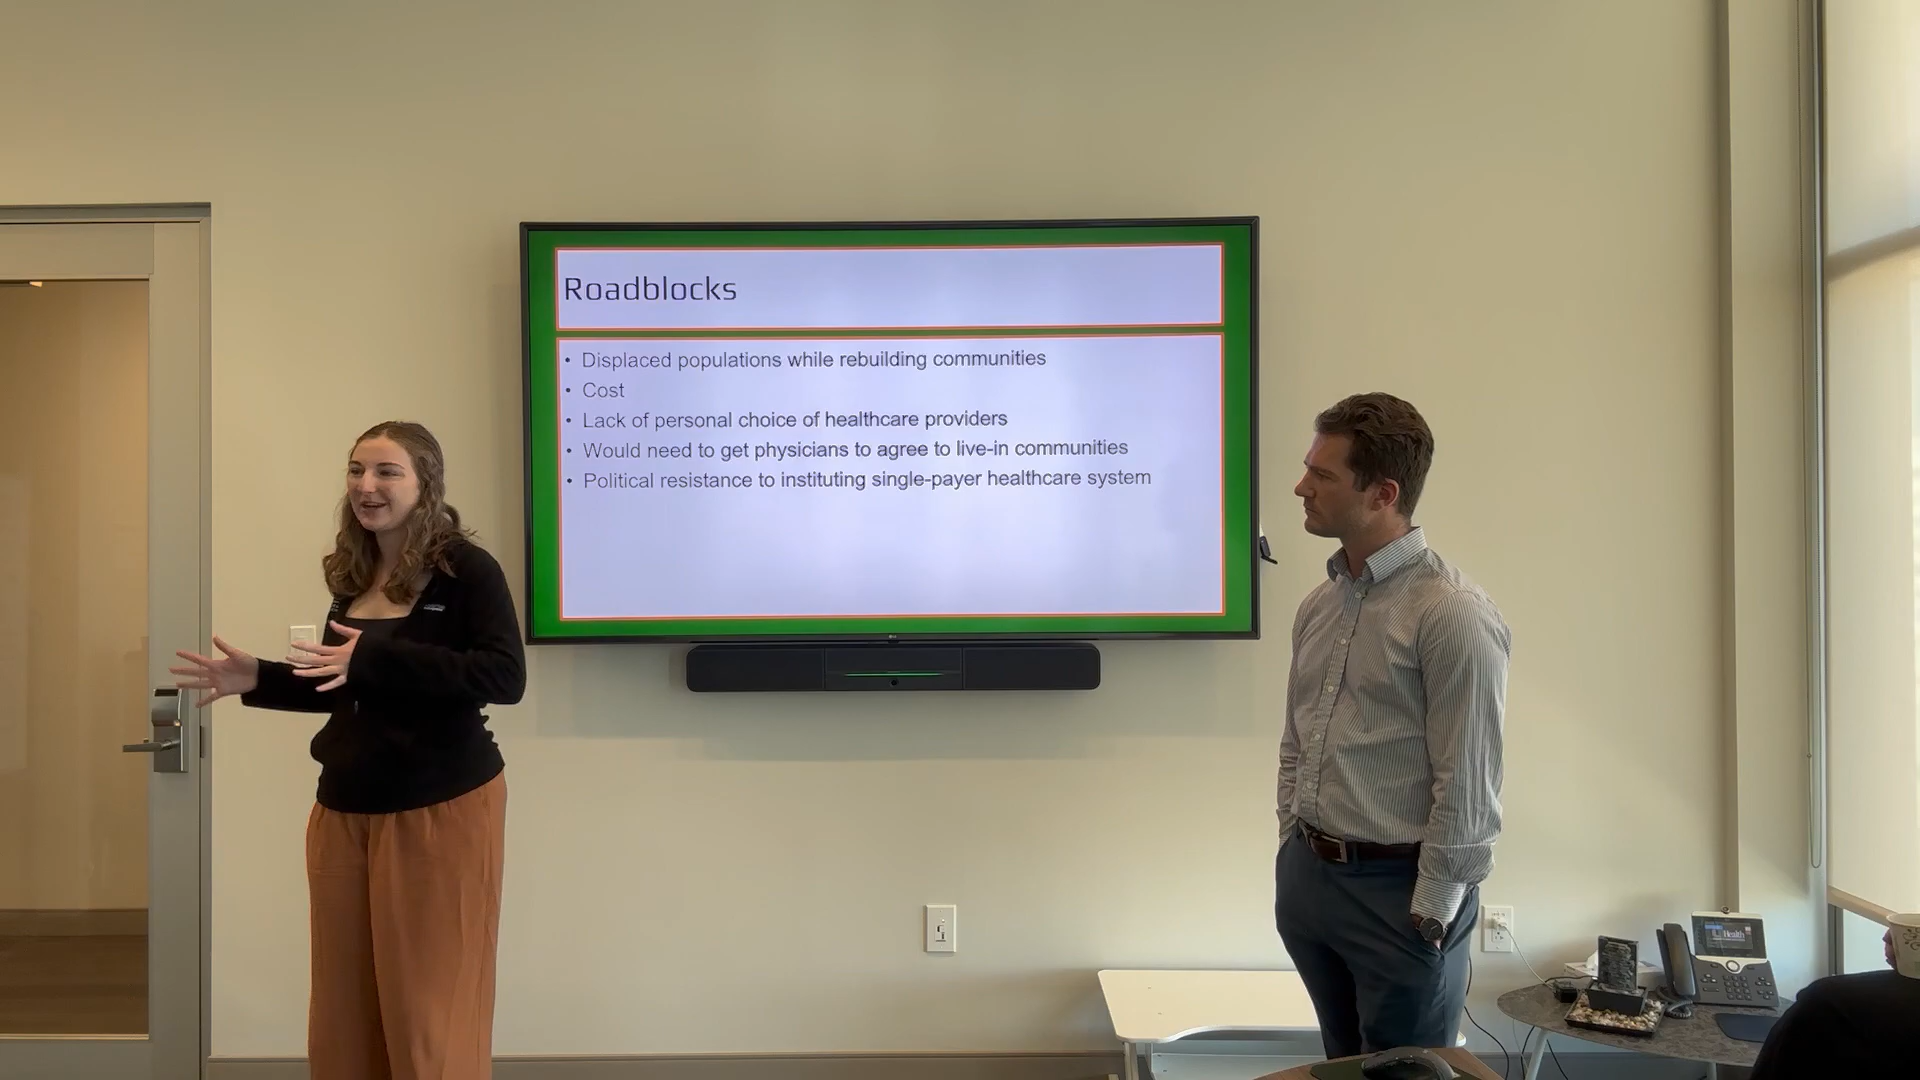 Roadblocks
• Displaced populations while rebuilding communities
• Cost
• Lack of personal choice of healthcare providers
• Would need to get physicians to agree to live-in communities
• Political resistance to instituting single-payer healthcare system
Health